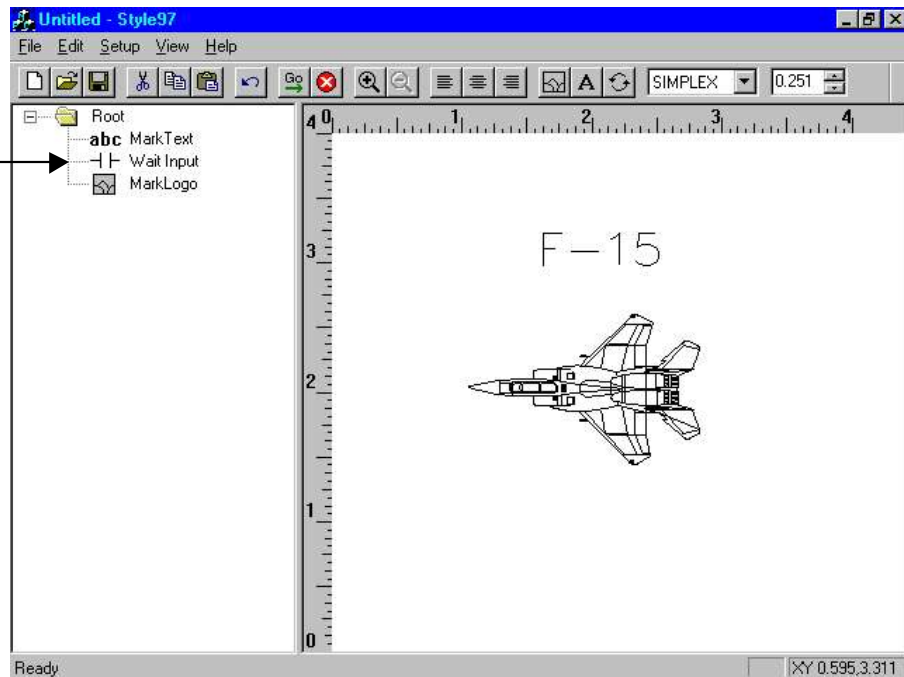 Untitled - Style97
File Edit Setup View Help
Go A SIMPLEX 0.251
Root
abc MarkText
Wait Input
MarkLogo
0 1 2 3 4
4
3
2
1
0
F-15
Ready XY 0.595,3.311